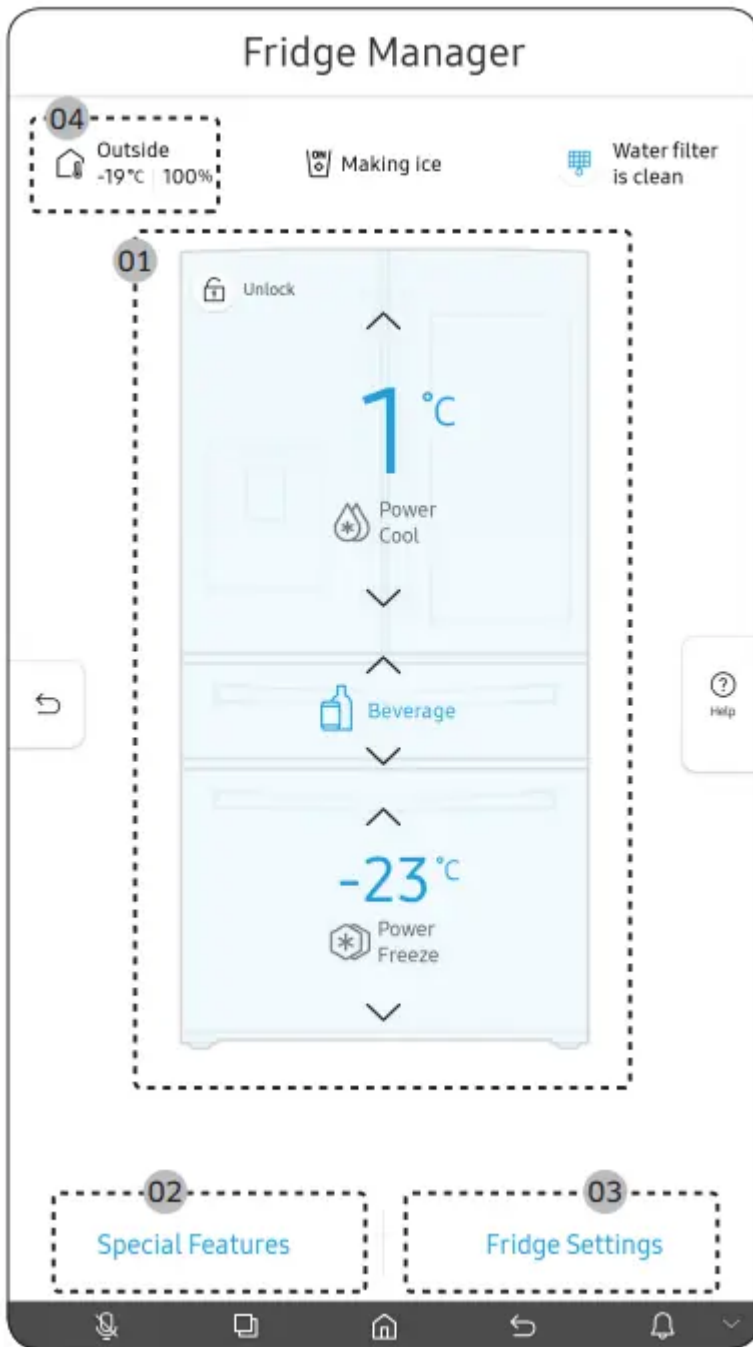 Fridge Manager
04
Outside
-19°C | 100%
ON
Making ice
Water filter
is clean
01
Unlock
1 °C
Power
Cool
Beverage
Help
-23 °C
Power
Freeze
02
03
Special Features
Fridge Settings